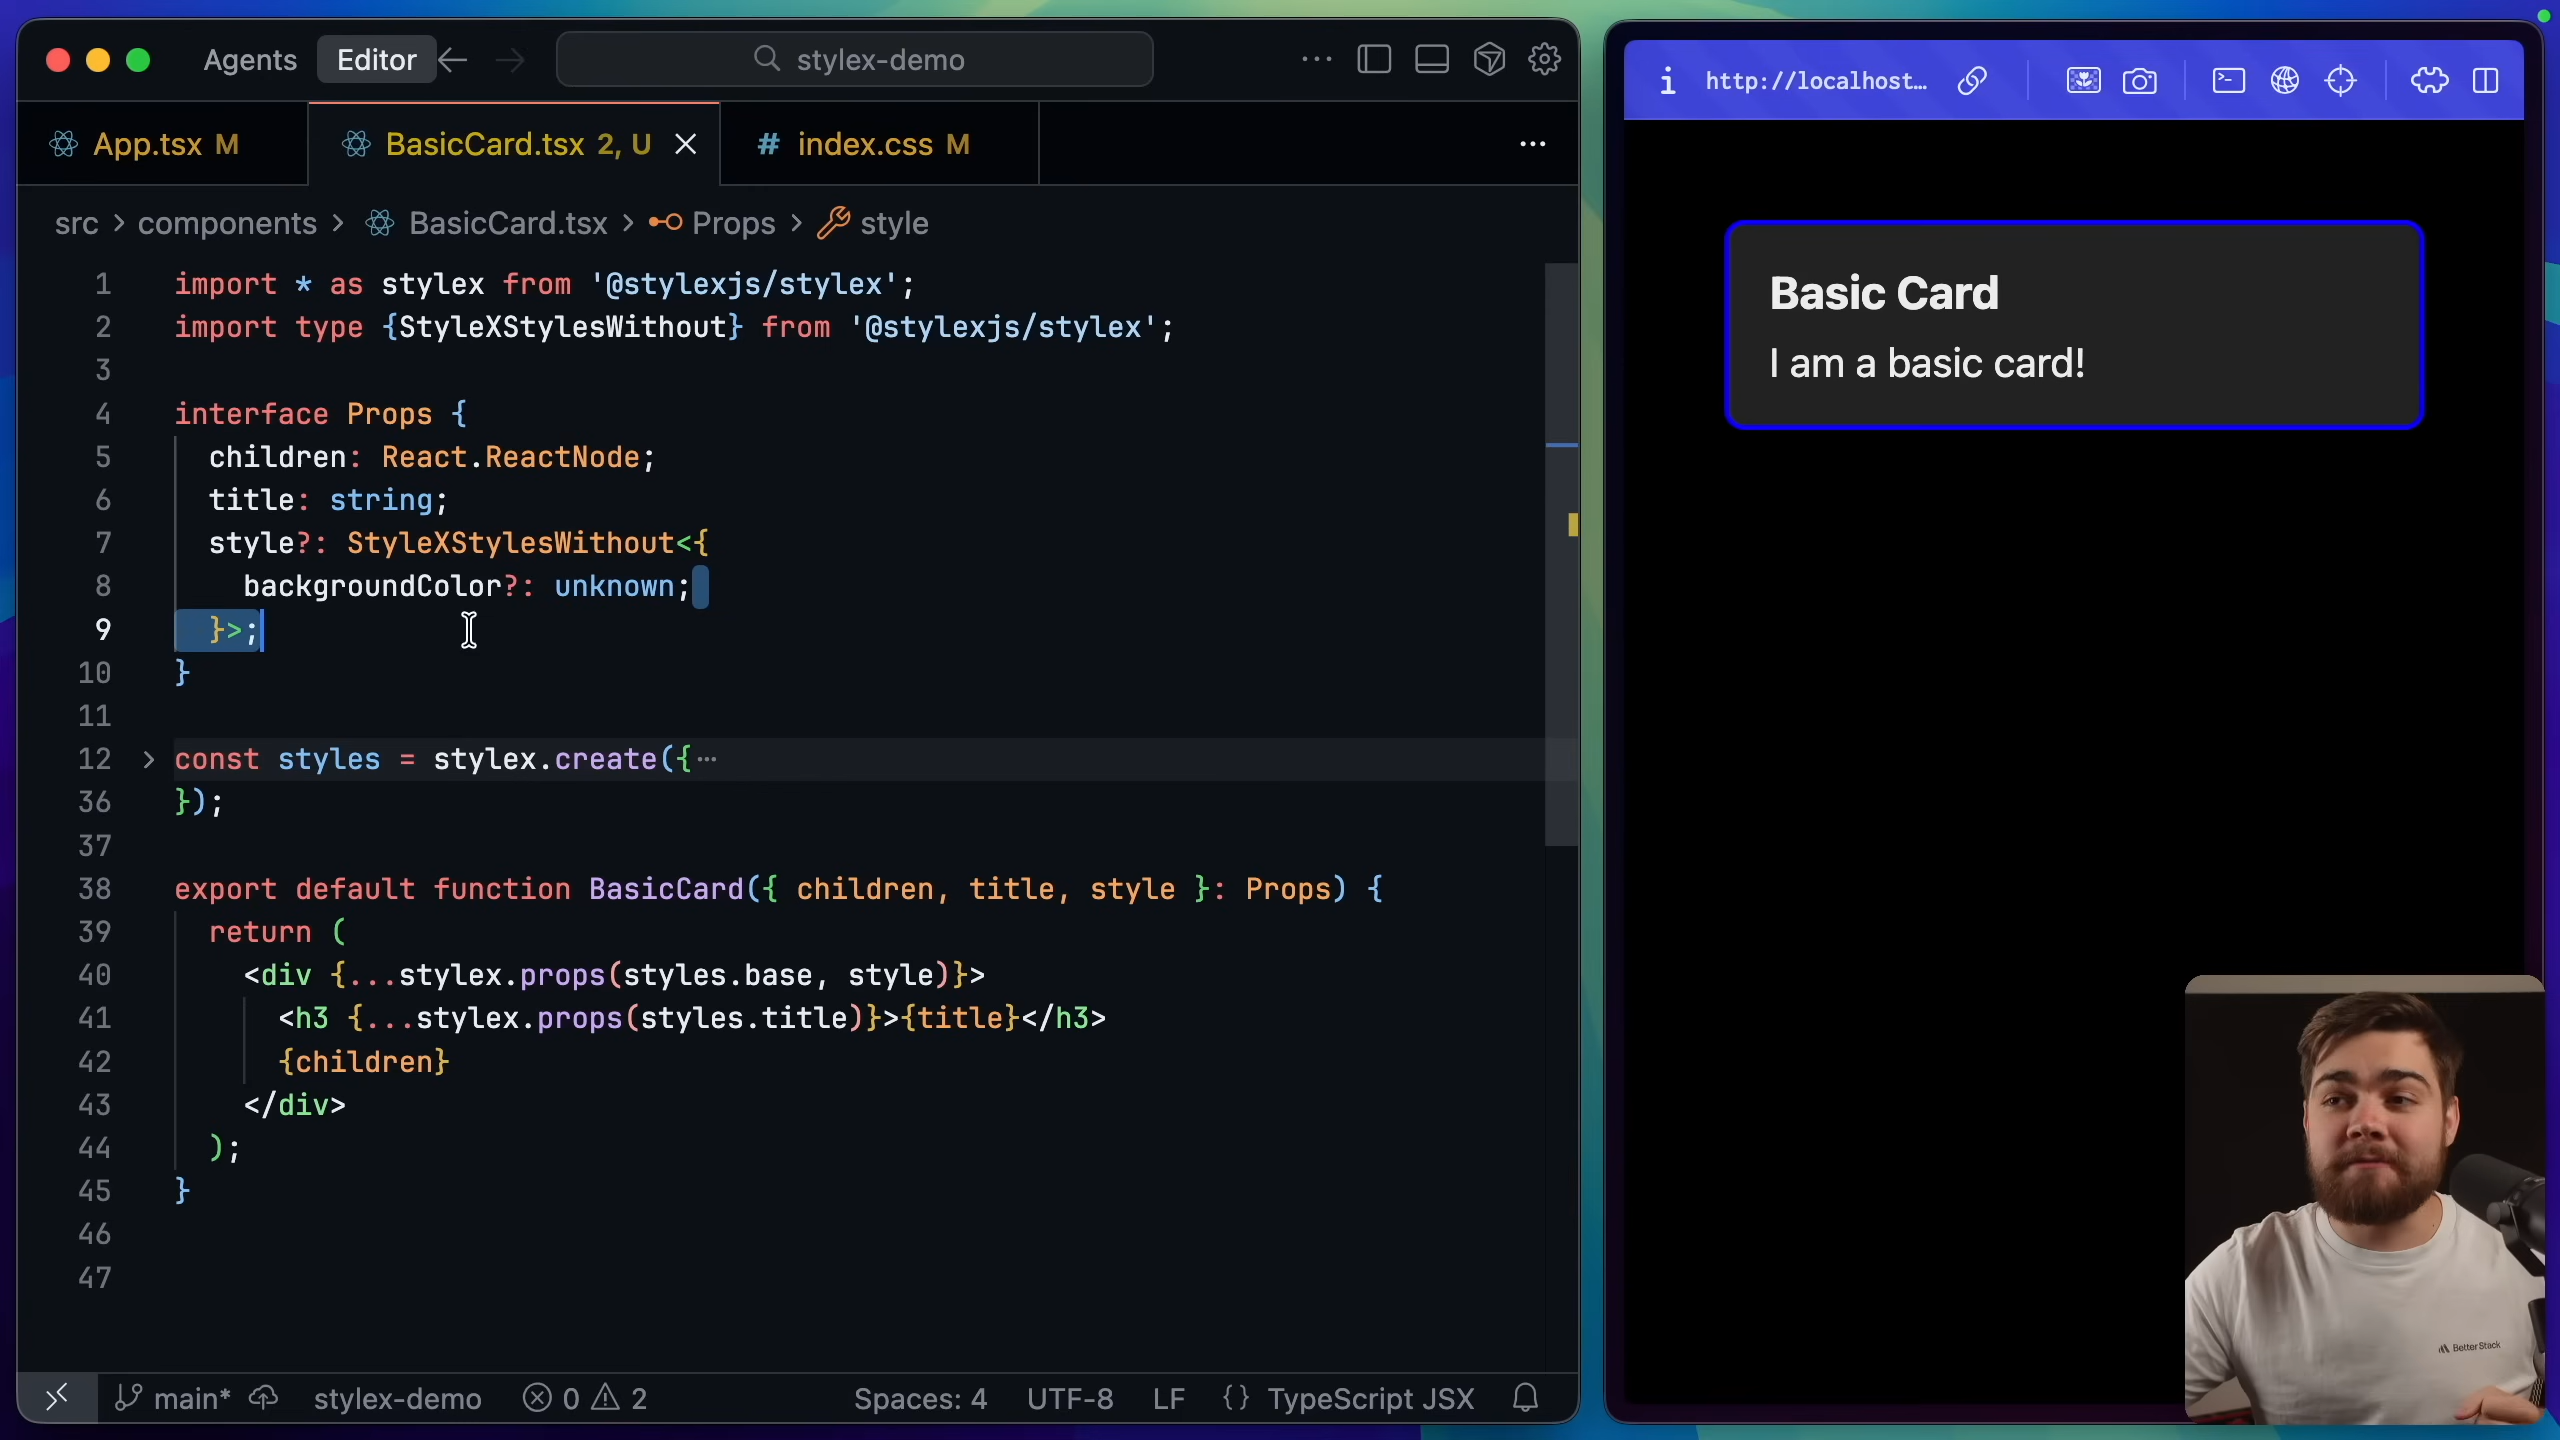 Agents Editor stylex-demo
App.tsx M BasicCard.tsx 2, U # index.css M
src > components > BasicCard.tsx > Props > style
1 import * as stylex from '@stylexjs/stylex';
2 import type {StyleXStylesWithout} from '@stylexjs/stylex';
3
4 interface Props {
5 children: React.ReactNode;
6 title: string;
7 style?: StyleXStylesWithout<{
8 backgroundColor?: unknown;
9 }>;
10 }
11
12 const styles = stylex.create({⋯
36 });
37
38 export default function BasicCard({ children, title, style }: Props) {
39 return (
40 <div {...stylex.props(styles.base, style)}>
41 <h3 {...stylex.props(styles.title)}>{title}</h3>
42 {children}
43 </div>
44 );
45 }
46
47
main* stylex-demo 0 2 Spaces: 4 UTF-8 LF {} TypeScript JSX
i http://localhost…
Basic Card
I am a basic card!
Better Stack